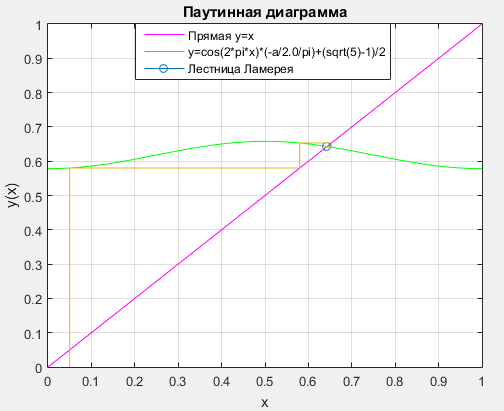 Паутинная диаграмма
Прямая y=x
y=cos(2*pi*x)*(-a/2.0/pi)+(sqrt(5)-1)/2
Лестница Ламерея
1
0.9
0.8
0.7
0.6
0.5
0.4
0.3
0.2
0.1
0
y(x)
0 0.1 0.2 0.3 0.4 0.5 0.6 0.7 0.8 0.9 1
x